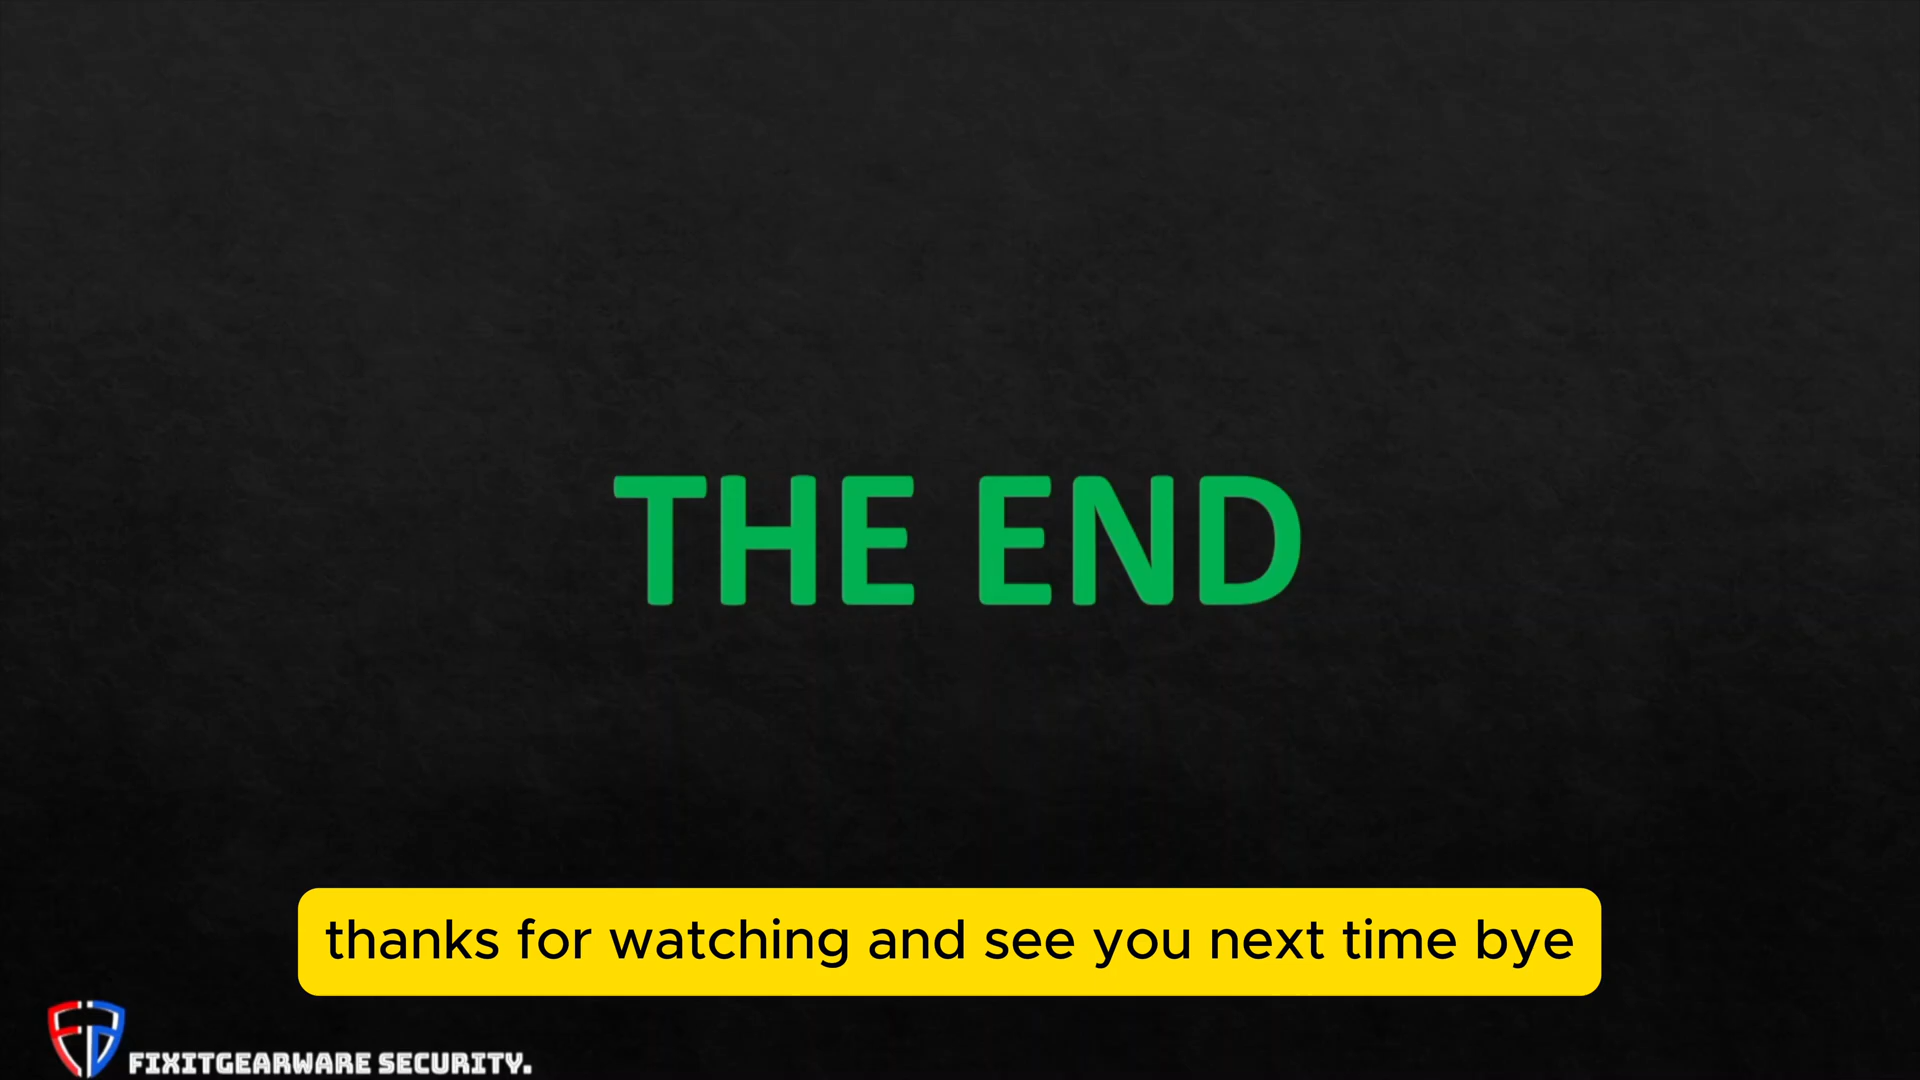 THE END
thanks for watching and see you next time bye
FIXITGEARWARE SECURITY.